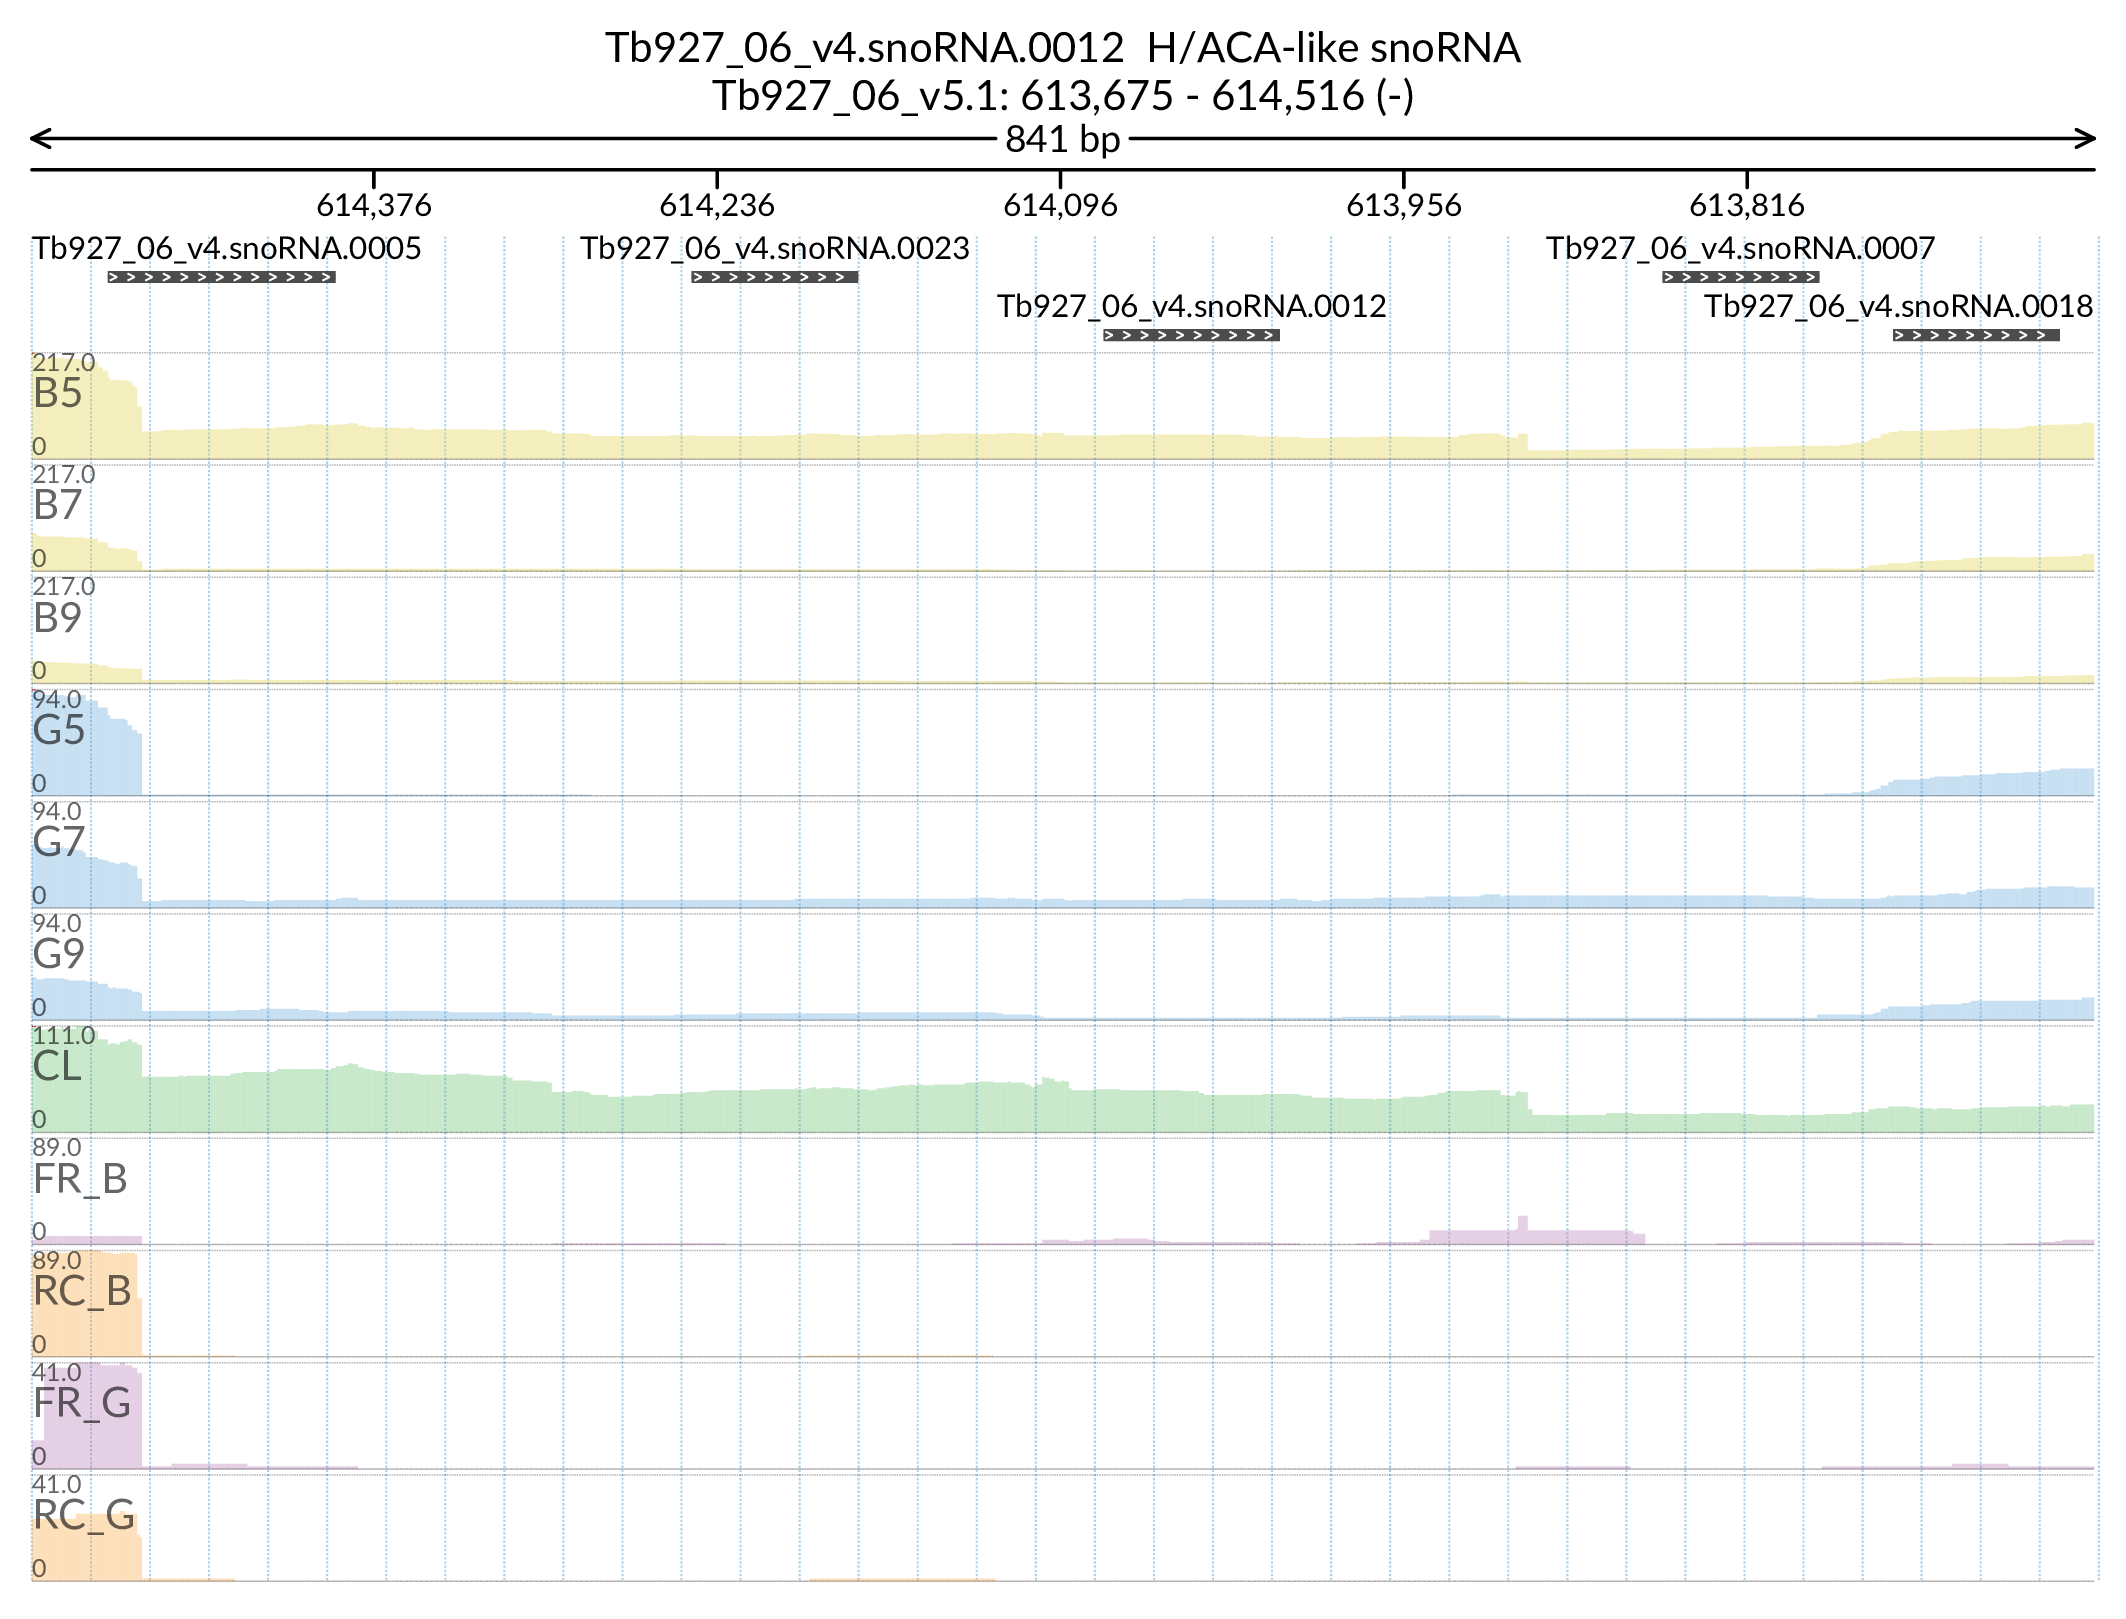 Tb927_06_v4.snoRNA.0012  H/ACA-like snoRNA
Tb927_06_v5.1: 613,675 - 614,516 (-)
841 bp
614,376 614,236 614,096 613,956 613,816
Tb927_06_v4.snoRNA.0005 Tb927_06_v4.snoRNA.0023 Tb927_06_v4.snoRNA.0007
Tb927_06_v4.snoRNA.0012 Tb927_06_v4.snoRNA.0018
217.0
B5
0
217.0
B7
0
217.0
B9
0
94.0
G5
0
94.0
G7
0
94.0
G9
0
111.0
CL
0
89.0
FR_B
0
89.0
RC_B
0
41.0
FR_G
0
41.0
RC_G
0